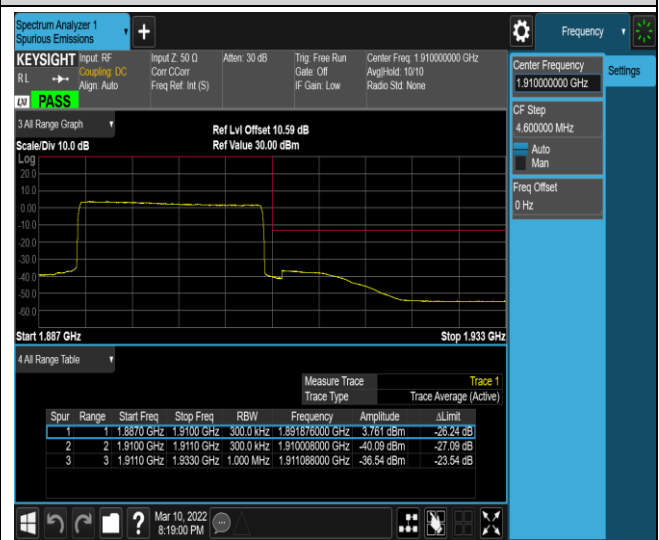 Spectrum Analyzer 1
Spurious Emissions
+
Frequency
KEYSIGHT
RL
Input: RF
Coupling: DC
Align: Auto
Input Z: 50 Ω
Corr CCorr
Freq Ref: Int (S)
Atten: 30 dB
Trig: Free Run
Gate: Off
IF Gain: Low
Center Freq: 1.910000000 GHz
Avg|Hold: 10/10
Radio Std: None
LXI PASS
3 All Range Graph
Scale/Div 10.0 dB
Ref Lvl Offset 10.59 dB
Ref Value 30.00 dBm
Log
20.0
10.0
0.00
-10.0
-20.0
-30.0
-40.0
-50.0
-60.0
Start 1.887 GHz
Stop 1.933 GHz
4 All Range Table
Measure Trace Trace 1
Trace Type Trace Average (Active)
Spur Range Start Freq Stop Freq RBW Frequency Amplitude ΔLimit
1 1 1.8870 GHz 1.9100 GHz 300.0 kHz 1.891876000 GHz 3.761 dBm -26.24 dB
2 2 1.9100 GHz 1.9110 GHz 300.0 kHz 1.910008000 GHz -40.09 dBm -27.09 dB
3 3 1.9110 GHz 1.9330 GHz 1.000 MHz 1.911088000 GHz -36.54 dBm -23.54 dB
Center Frequency
1.910000000 GHz
Settings
CF Step
4.600000 MHz
Auto
Man
Freq Offset
0 Hz
?
Mar 10, 2022
8:19:00 PM